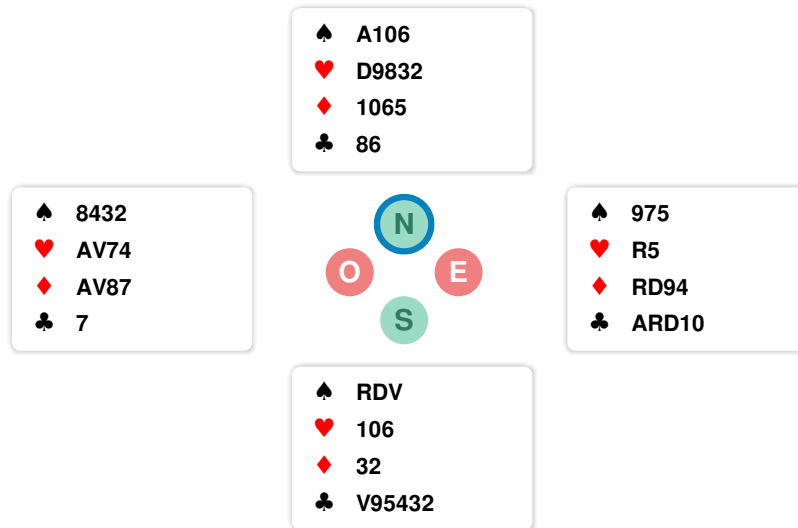 ♠ A106
♥ D9832
♦ 1065
♣ 86
♠ 8432
♥ AV74
♦ AV87
♣ 7
N
O E
S
♠ 975
♥ R5
♦ RD94
♣ ARD10
♠ RDV
♥ 106
♦ 32
♣ V95432